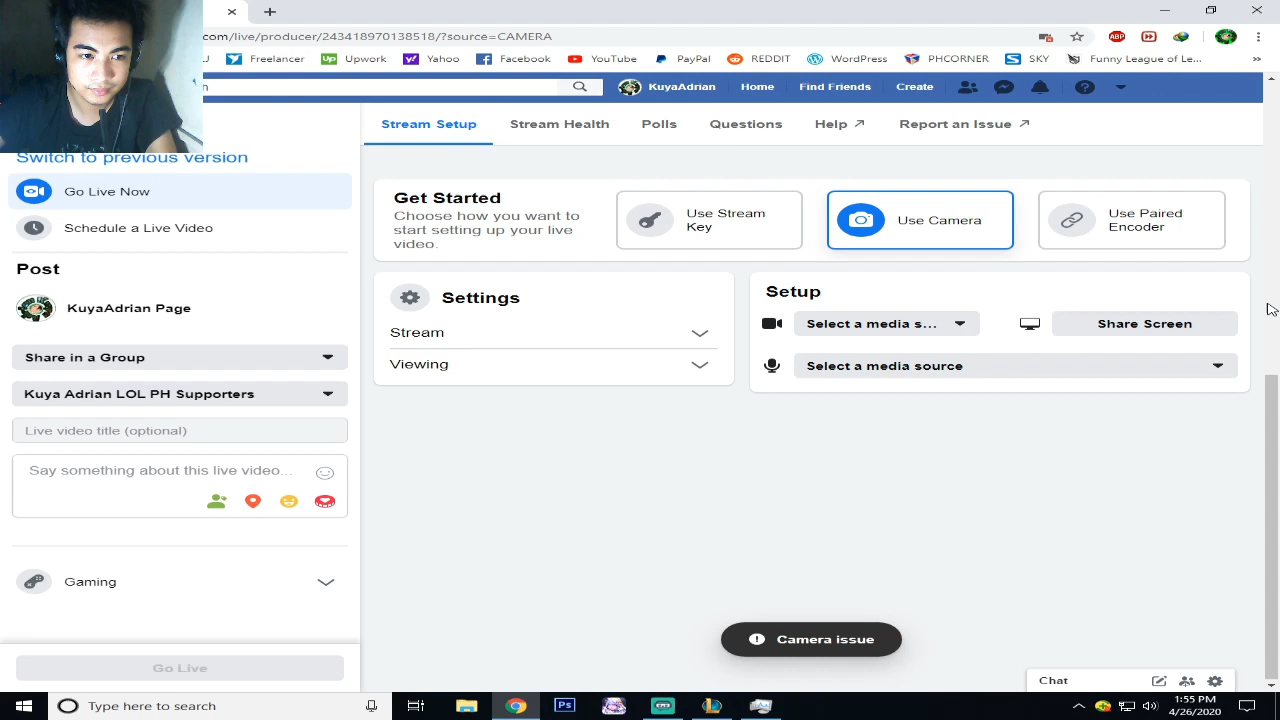 com/live/producer/243418970138518/?source=CAMERA
ABP
Freelancer
Up Upwork
Yahoo
Facebook
YouTube
PayPal
REDDIT
WordPress
PHCORNER
SKY
Funny League of Le...
KuyaAdrian
Home
Find Friends
Create
Stream Setup
Stream Health
Polls
Questions
Help
Report an Issue
Switch to previous version
Go Live Now
Schedule a Live Video
Post
KuyaAdrian Page
Share in a Group
Kuya Adrian LOL PH Supporters
Live video title (optional)
Say something about this live video...
Gaming
Go Live
Get Started
Choose how you want to
start setting up your live
video.
Use Stream
Key
Use Camera
Use Paired
Encoder
Settings
Stream
Viewing
Setup
Select a media s...
Share Screen
Select a media source
Camera issue
Chat
Type here to search
Ps
1:55 PM
4/26/2020